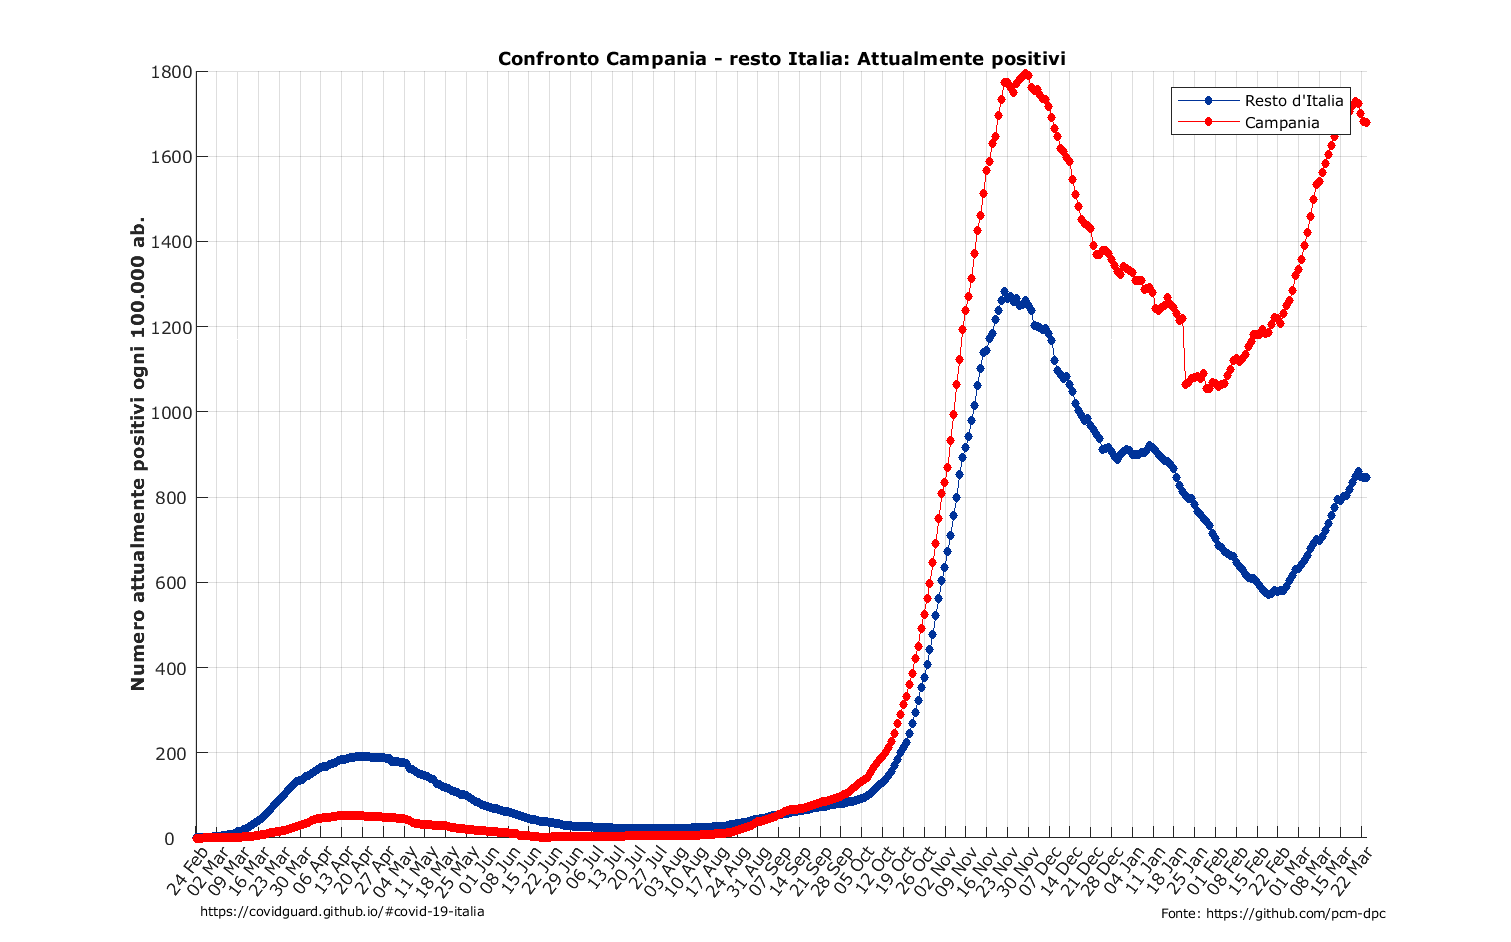 Confronto Campania - resto Italia: Attualmente positivi
Numero attualmente positivi ogni 100.000 ab.
1800
1600
1400
1200
1000
800
600
400
200
0
Resto d'Italia
Campania
24 Feb
02 Mar
09 Mar
16 Mar
23 Mar
30 Mar
06 Apr
13 Apr
20 Apr
27 Apr
04 May
11 May
18 May
25 May
01 Jun
08 Jun
15 Jun
22 Jun
29 Jun
06 Jul
13 Jul
20 Jul
27 Jul
03 Aug
10 Aug
17 Aug
24 Aug
31 Aug
07 Sep
14 Sep
21 Sep
28 Sep
05 Oct
12 Oct
19 Oct
26 Oct
02 Nov
09 Nov
16 Nov
23 Nov
30 Nov
07 Dec
14 Dec
21 Dec
28 Dec
04 Jan
11 Jan
18 Jan
25 Jan
01 Feb
08 Feb
15 Feb
22 Feb
01 Mar
08 Mar
15 Mar
22 Mar
https://covidguard.github.io/#covid-19-italia
Fonte: https://github.com/pcm-dpc